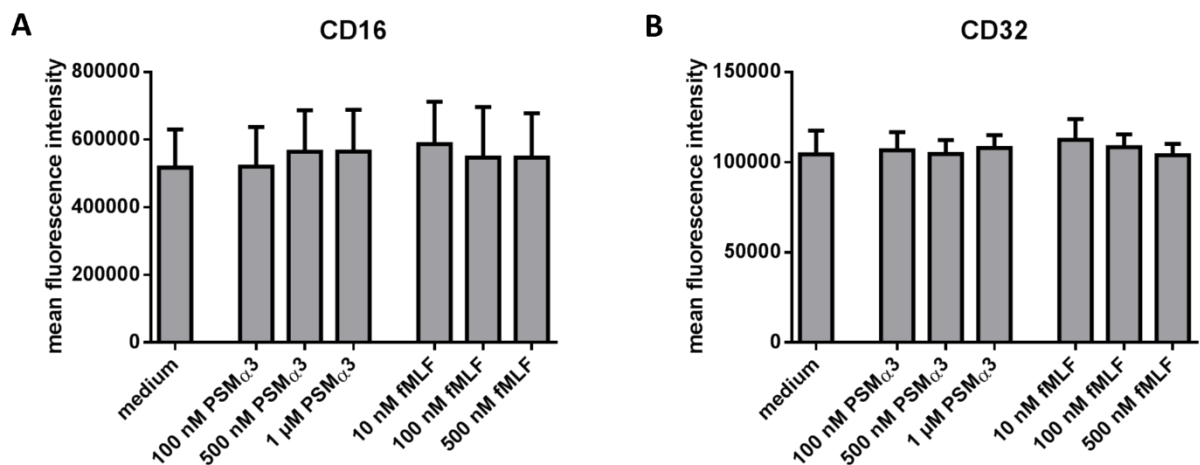 A
CD16
mean fluorescence intensity
800000
600000
400000
200000
0
medium
100 nM PSMα3
500 nM PSMα3
1 µM PSMα3
10 nM fMLF
100 nM fMLF
500 nM fMLF
B
CD32
mean fluorescence intensity
150000
100000
50000
0
medium
100 nM PSMα3
500 nM PSMα3
1 µM PSMα3
10 nM fMLF
100 nM fMLF
500 nM fMLF